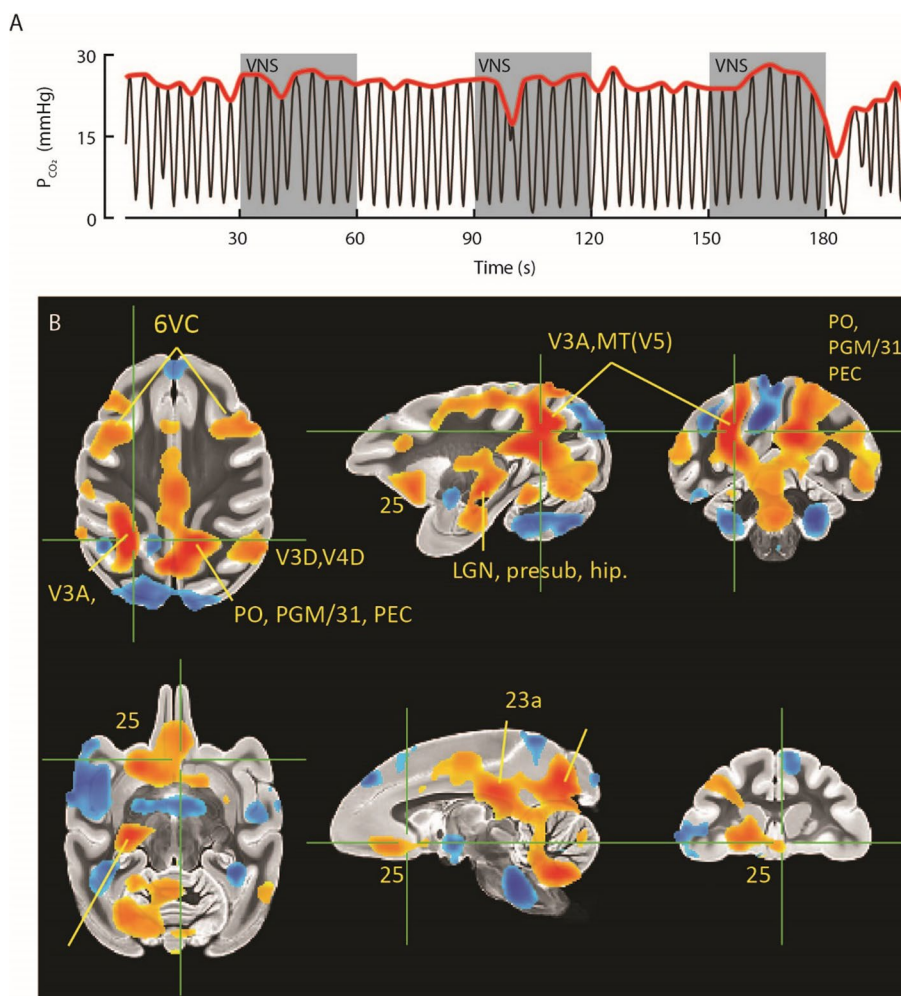 A
30
15
0
P CO₂ (mmHg)
VNS
VNS
VNS
30
60
90
120
150
180
Time (s)
B
6VC
V3A,
V3D,V4D
PO, PGM/31, PEC
V3A,MT(V5)
25
LGN, presub, hip.
PO,
PGM/31
PEC
25
23a
25
25